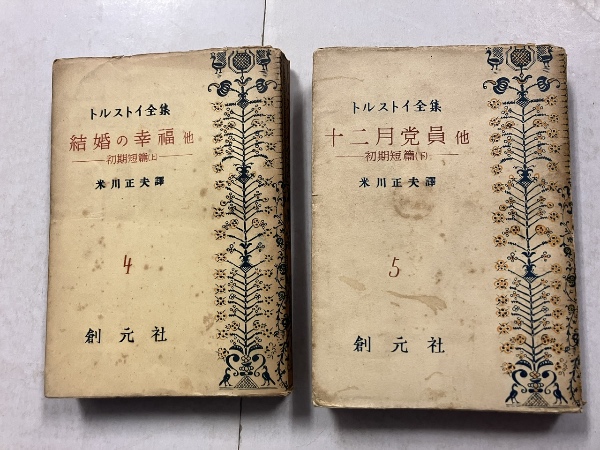 トルストイ全集
結婚の幸福 他
初期短篇(上)
米川正夫譯
4
創元社
トルストイ全集
十二月党員 他
初期短篇(下)
米川正夫譯
5
創元社